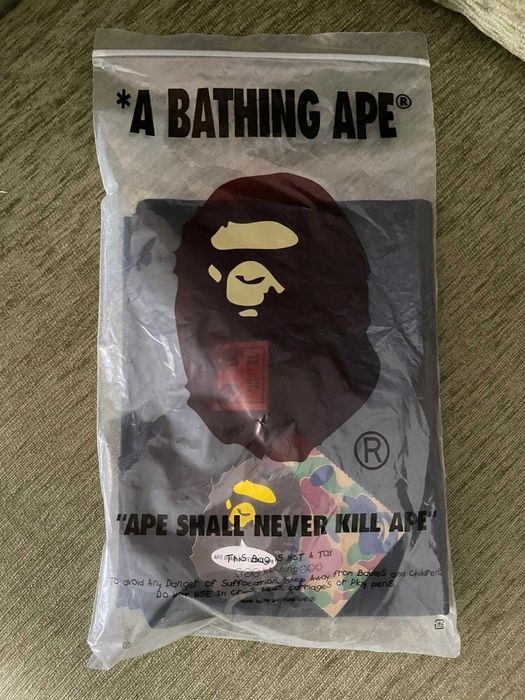 *A BATHING APE®
®
"APE SHALL NEVER KILL APE"
THiS BAg IS NOT A TOY
Warning
To avoid Any Danger of Suffocation, Keep Away from Babies and Children.
Do not USE In Cribs, Beds, carriages or Play pens.